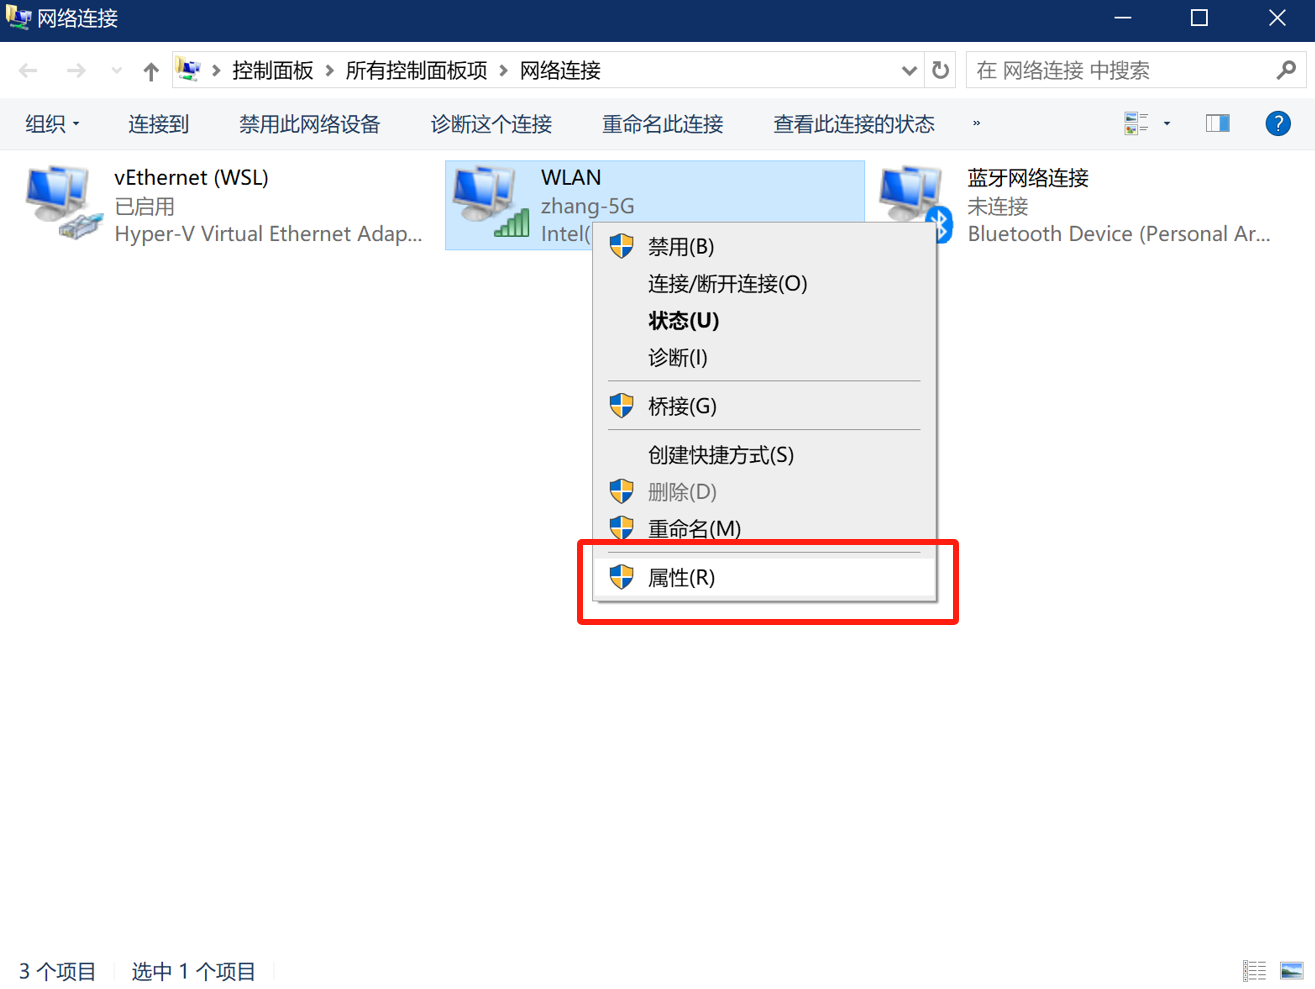 网络连接
控制面板 > 所有控制面板项 > 网络连接
在 网络连接 中搜索
组织 连接到 禁用此网络设备 诊断这个连接 重命名此连接 查看此连接的状态 » ?
vEthernet (WSL)
已启用
Hyper-V Virtual Ethernet Adap...
WLAN
zhang-5G
Intel(
蓝牙网络连接
未连接
Bluetooth Device (Personal Ar...
禁用(B)
连接/断开连接(O)
状态(U)
诊断(I)
桥接(G)
创建快捷方式(S)
删除(D)
重命名(M)
属性(R)
3 个项目 选中 1 个项目